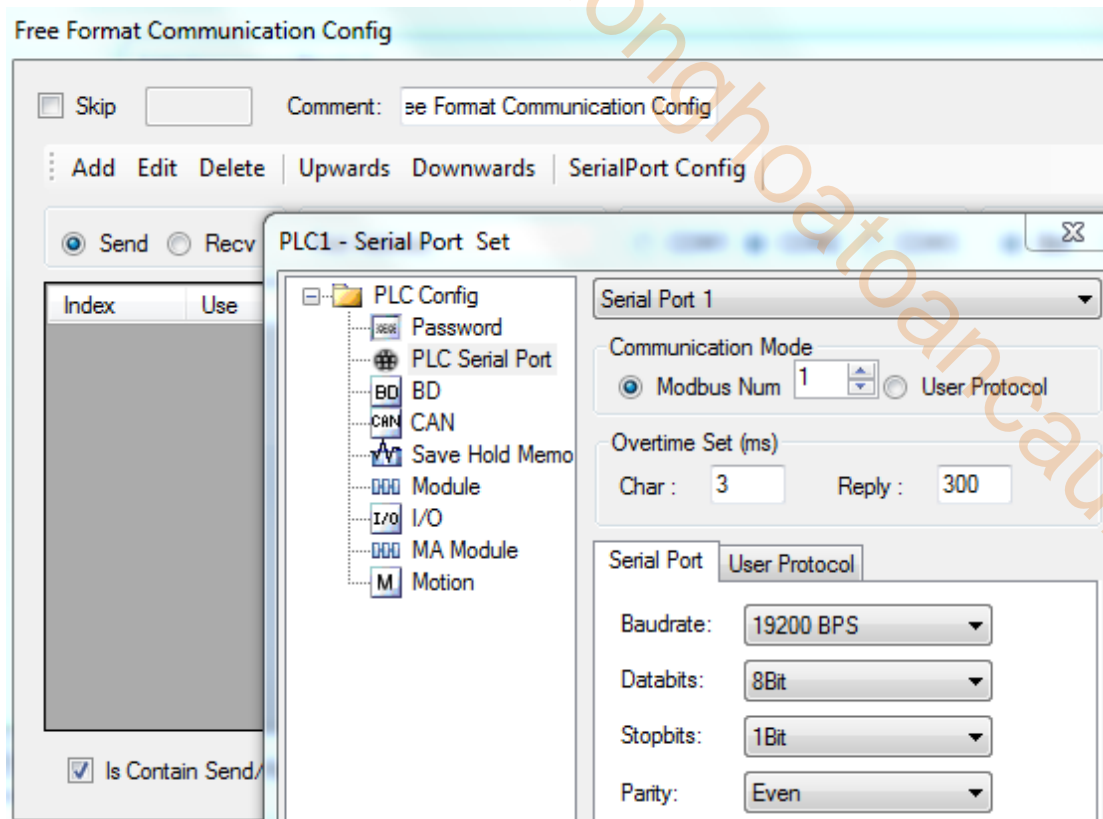 Free Format Communication Config
Skip Comment: ee Format Communication Config
Add Edit Delete Upwards Downwards SerialPort Config
Send Recv
Index Use
Is Contain Send/
PLC1 - Serial Port Set
PLC Config
Password
PLC Serial Port
BD BD
CAN CAN
Save Hold Memo
Module
I/O I/O
MA Module
M Motion
Serial Port 1
Communication Mode
Modbus Num 1 User Protocol
Overtime Set (ms)
Char : 3 Reply : 300
Serial Port User Protocol
Baudrate: 19200 BPS
Databits: 8Bit
Stopbits: 1Bit
Parity: Even
onghoatoancau